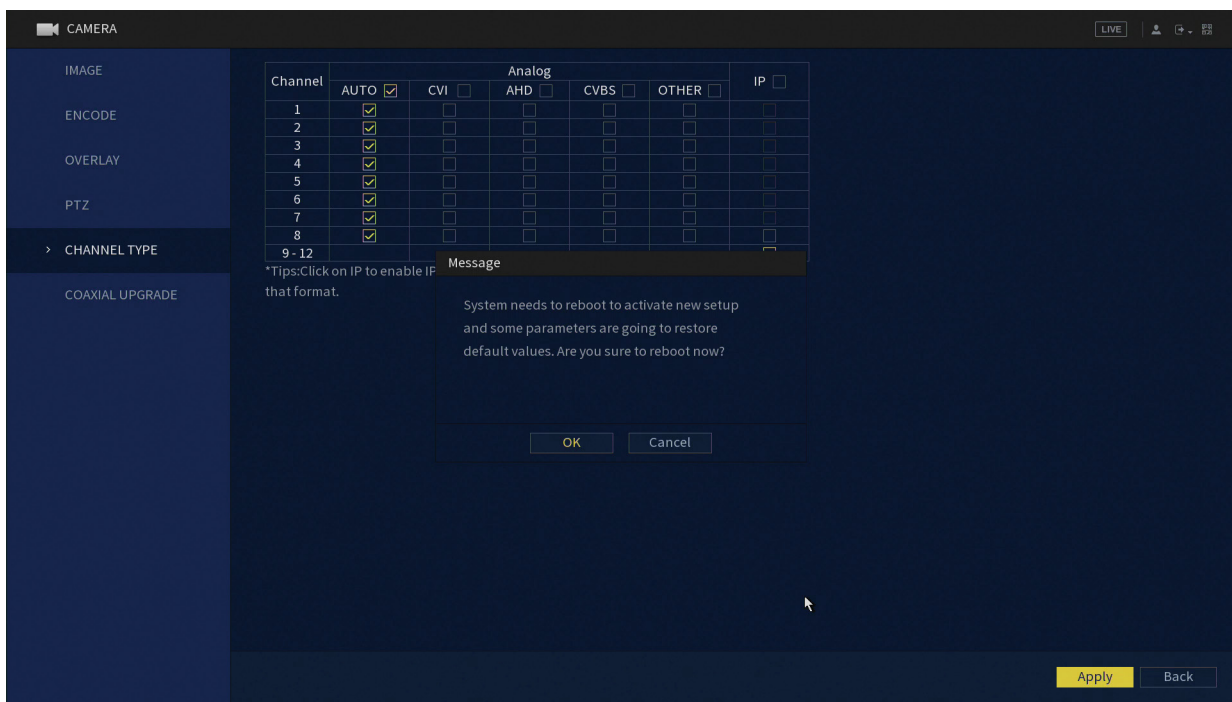 CAMERA
LIVE
IMAGE
ENCODE
OVERLAY
PTZ
CHANNEL TYPE
COAXIAL UPGRADE
Channel Analog IP
AUTO CVI AHD CVBS OTHER
1
2
3
4
5
6
7
8
9 - 12
*Tips:Click on IP to enable IP
that format.
Message
System needs to reboot to activate new setup
and some parameters are going to restore
default values. Are you sure to reboot now?
OK Cancel
Apply Back